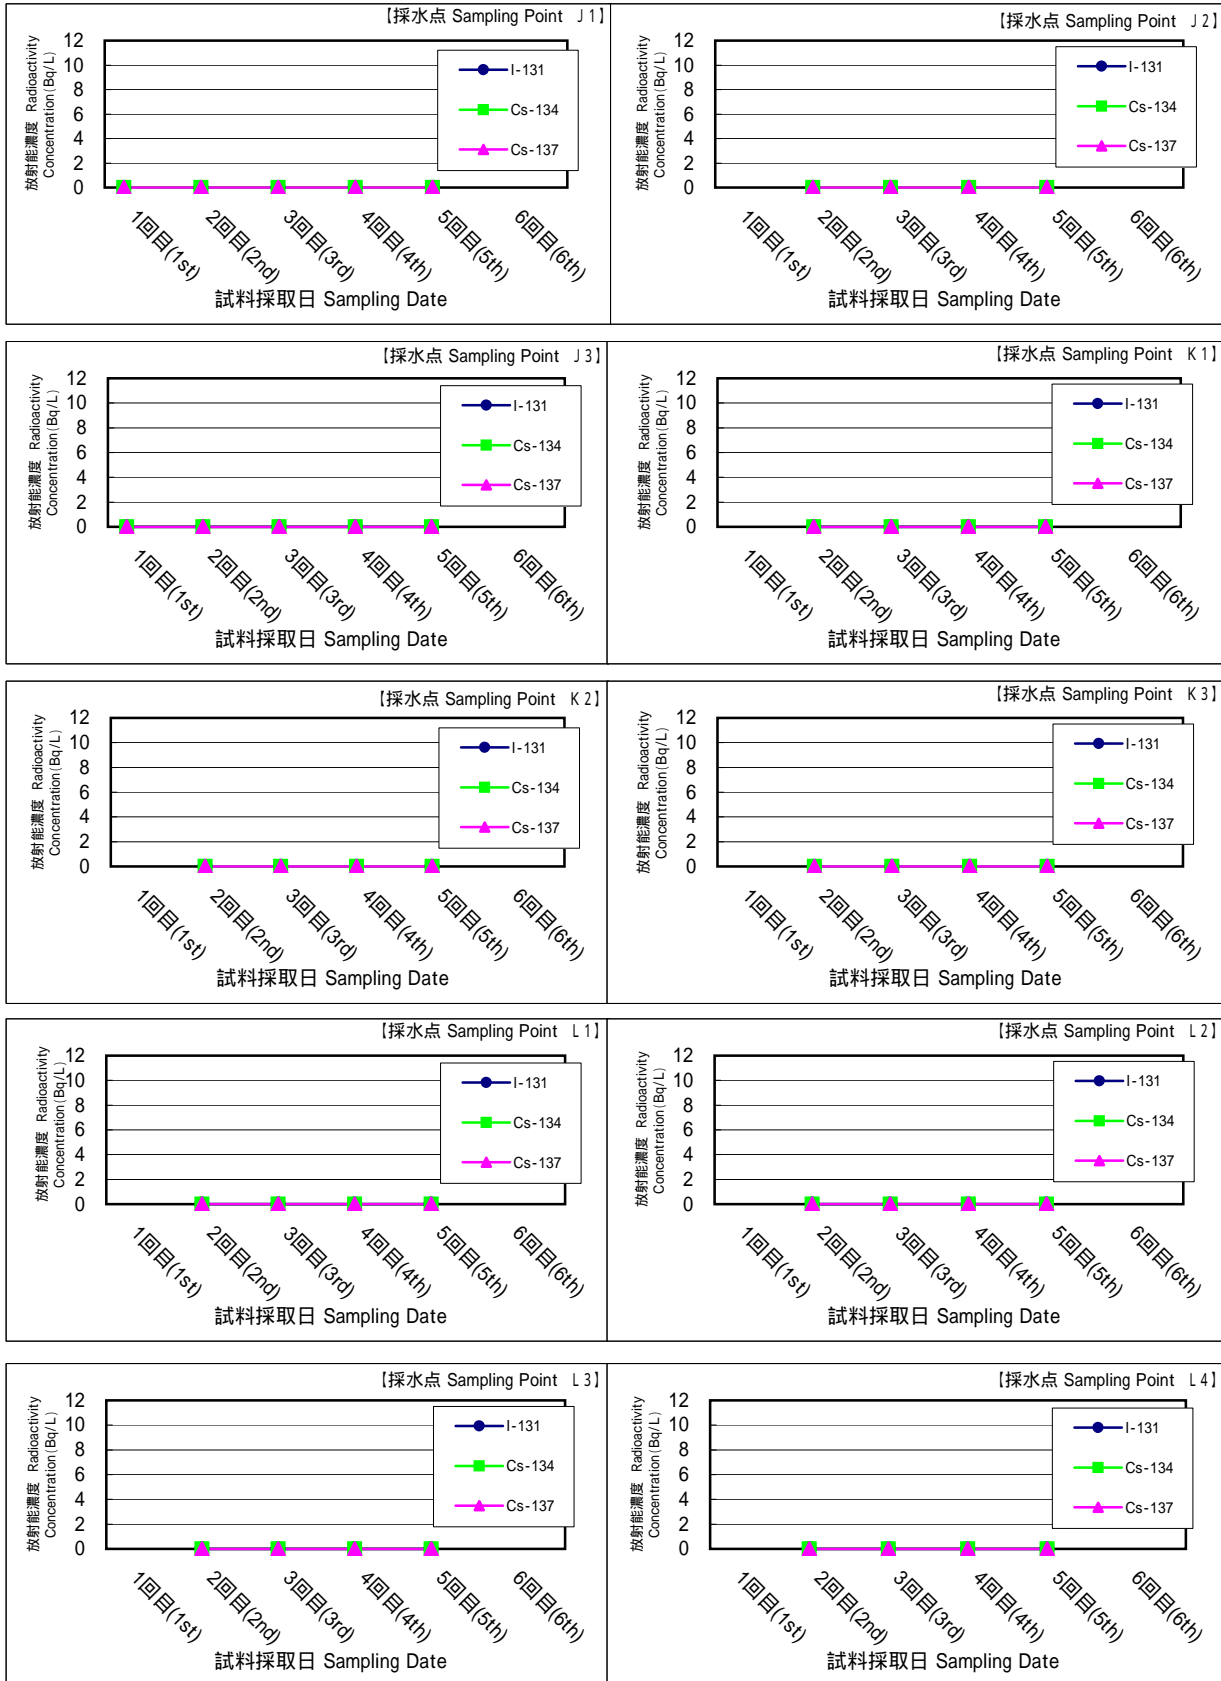 【採水点 Sampling Point J1】
放射能濃度 Radioactivity
Concentration(Bq/L)
12
10
8
6
4
2
0
I-131
Cs-134
Cs-137
1回目(1st)
2回目(2nd)
3回目(3rd)
4回目(4th)
5回目(5th)
6回目(6th)
試料採取日 Sampling Date
【採水点 Sampling Point J2】
放射能濃度 Radioactivity
Concentration(Bq/L)
12
10
8
6
4
2
0
I-131
Cs-134
Cs-137
1回目(1st)
2回目(2nd)
3回目(3rd)
4回目(4th)
5回目(5th)
6回目(6th)
試料採取日 Sampling Date
【採水点 Sampling Point J3】
放射能濃度 Radioactivity
Concentration(Bq/L)
12
10
8
6
4
2
0
I-131
Cs-134
Cs-137
1回目(1st)
2回目(2nd)
3回目(3rd)
4回目(4th)
5回目(5th)
6回目(6th)
試料採取日 Sampling Date
【採水点 Sampling Point K1】
放射能濃度 Radioactivity
Concentration(Bq/L)
12
10
8
6
4
2
0
I-131
Cs-134
Cs-137
1回目(1st)
2回目(2nd)
3回目(3rd)
4回目(4th)
5回目(5th)
6回目(6th)
試料採取日 Sampling Date
【採水点 Sampling Point K2】
放射能濃度 Radioactivity
Concentration(Bq/L)
12
10
8
6
4
2
0
I-131
Cs-134
Cs-137
1回目(1st)
2回目(2nd)
3回目(3rd)
4回目(4th)
5回目(5th)
6回目(6th)
試料採取日 Sampling Date
【採水点 Sampling Point K3】
放射能濃度 Radioactivity
Concentration(Bq/L)
12
10
8
6
4
2
0
I-131
Cs-134
Cs-137
1回目(1st)
2回目(2nd)
3回目(3rd)
4回目(4th)
5回目(5th)
6回目(6th)
試料採取日 Sampling Date
【採水点 Sampling Point L1】
放射能濃度 Radioactivity
Concentration(Bq/L)
12
10
8
6
4
2
0
I-131
Cs-134
Cs-137
1回目(1st)
2回目(2nd)
3回目(3rd)
4回目(4th)
5回目(5th)
6回目(6th)
試料採取日 Sampling Date
【採水点 Sampling Point L2】
放射能濃度 Radioactivity
Concentration(Bq/L)
12
10
8
6
4
2
0
I-131
Cs-134
Cs-137
1回目(1st)
2回目(2nd)
3回目(3rd)
4回目(4th)
5回目(5th)
6回目(6th)
試料採取日 Sampling Date
【採水点 Sampling Point L3】
放射能濃度 Radioactivity
Concentration(Bq/L)
12
10
8
6
4
2
0
I-131
Cs-134
Cs-137
1回目(1st)
2回目(2nd)
3回目(3rd)
4回目(4th)
5回目(5th)
6回目(6th)
試料採取日 Sampling Date
【採水点 Sampling Point L4】
放射能濃度 Radioactivity
Concentration(Bq/L)
12
10
8
6
4
2
0
I-131
Cs-134
Cs-137
1回目(1st)
2回目(2nd)
3回目(3rd)
4回目(4th)
5回目(5th)
6回目(6th)
試料採取日 Sampling Date